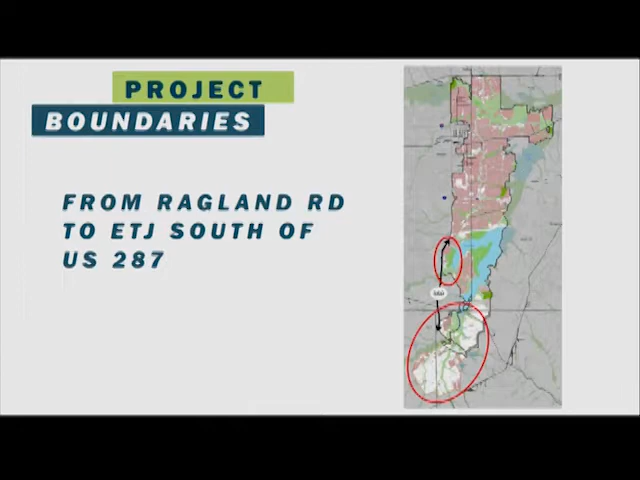 PROJECT
BOUNDARIES
FROM RAGLAND RD
TO ETJ SOUTH OF
US 287